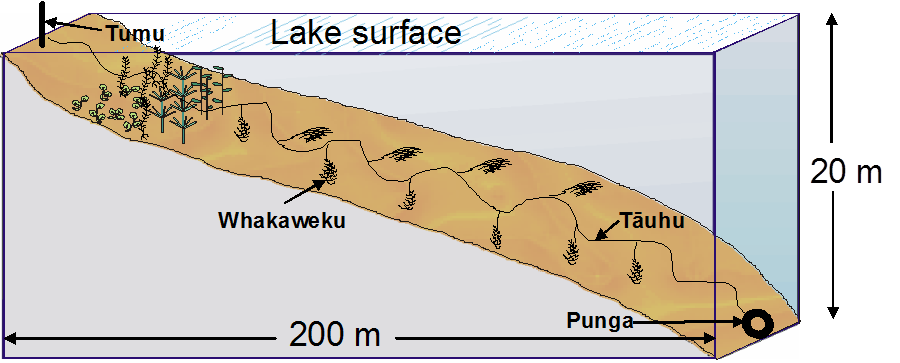 Tumu
Lake surface
20 m
Whakaweku
Tāuhu
Punga
200 m